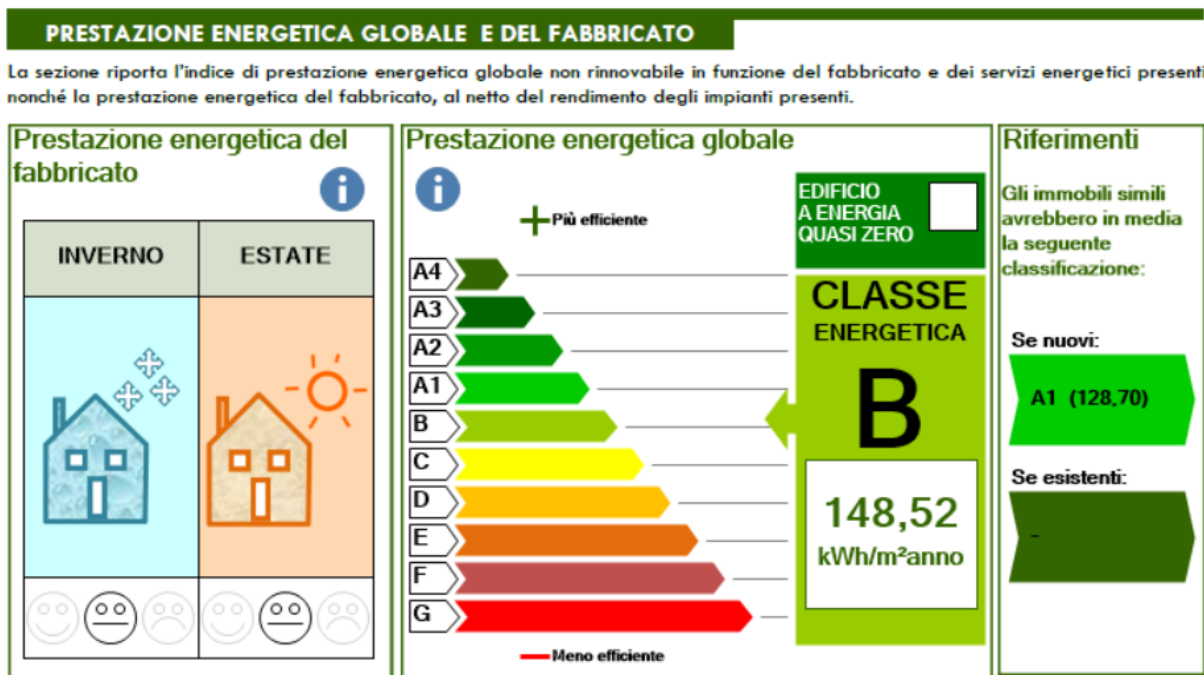 PRESTAZIONE ENERGETICA GLOBALE E DEL FABBRICATO
La sezione riporta l'indice di prestazione energetica globale non rinnovabile in funzione del fabbricato e dei servizi energetici presenti
nonché la prestazione energetica del fabbricato, al netto del rendimento degli impianti presenti.
Prestazione energetica del
fabbricato
i
INVERNO
ESTATE
Prestazione energetica globale
i
Più efficiente
A4
A3
A2
A1
B
C
D
E
F
G
Meno efficiente
EDIFICIO
A ENERGIA
QUASI ZERO
CLASSE
ENERGETICA
B
148,52
kWh/m²anno
Riferimenti
Gli immobili simili
avrebbero in media
la seguente
classificazione:
Se nuovi:
A1 (128,70)
Se esistenti:
-